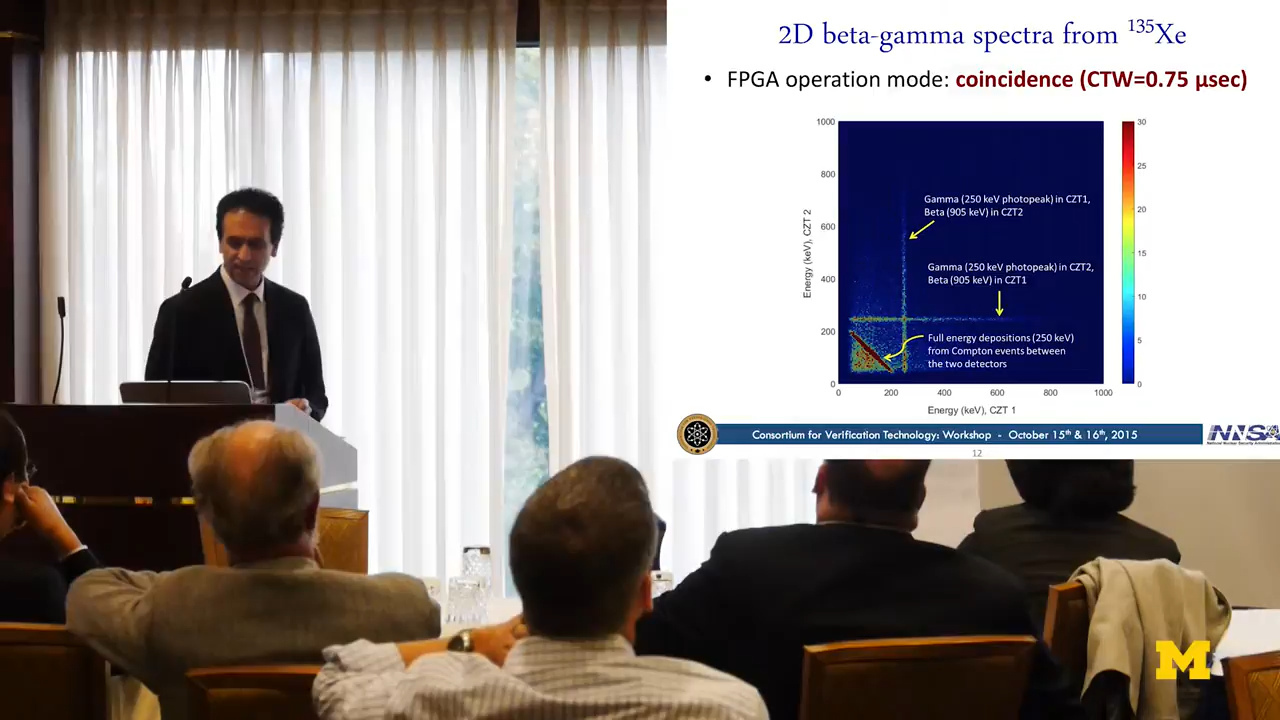 2D beta-gamma spectra from ¹³⁵Xe
• FPGA operation mode: coincidence (CTW=0.75 µsec)
1000
800
600
400
200
0
Energy (keV), CZT 2
Gamma (250 keV photopeak) in CZT1,
Beta (905 keV) in CZT2
Gamma (250 keV photopeak) in CZT2,
Beta (905 keV) in CZT1
Full energy depositions (250 keV)
from Compton events between
the two detectors
0 200 400 600 800 1000
Energy (keV), CZT 1
30
25
20
15
10
5
0
Consortium for Verification Technology: Workshop - October 15th & 16th, 2015
NNSA
National Nuclear Security Administration
12
M